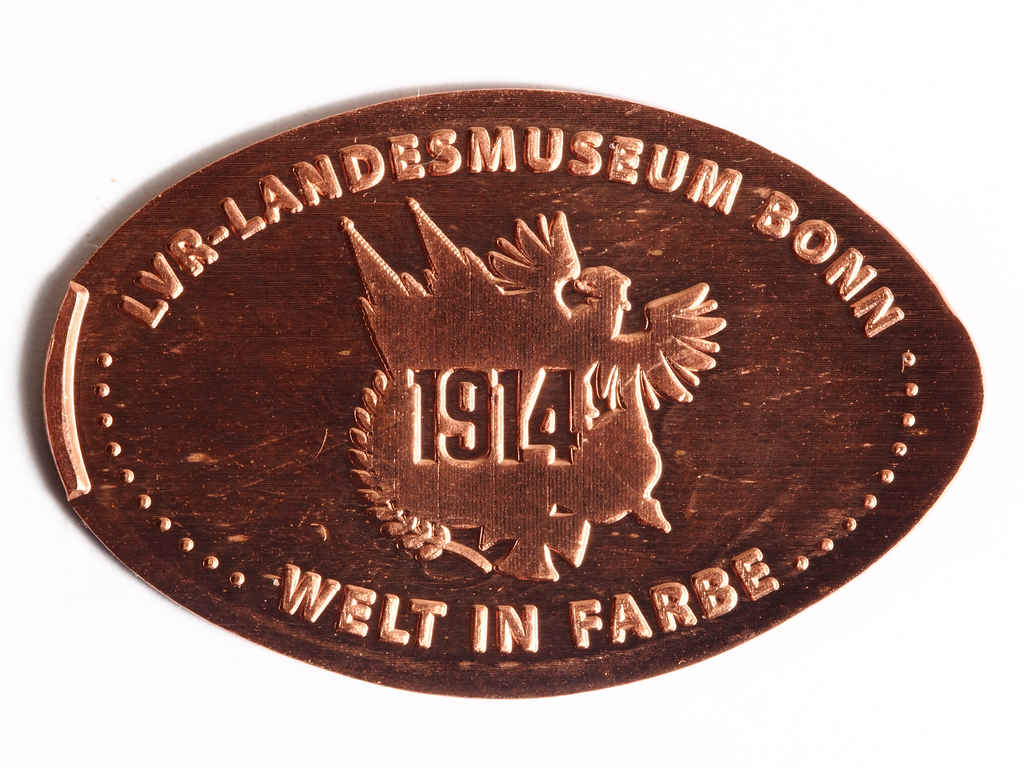 LVR-LANDESMUSEUM BONN
1914
WELT IN FARBE